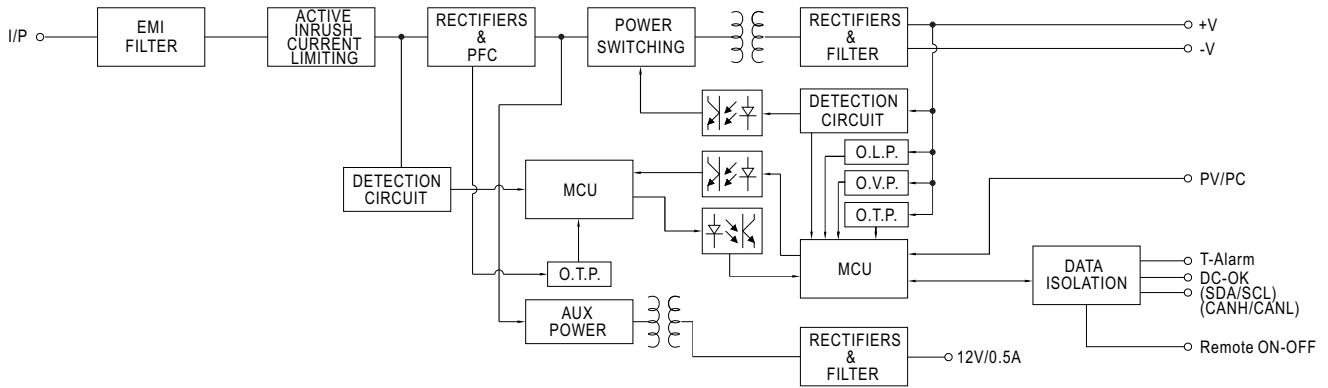 I/P
EMI
FILTER
ACTIVE
INRUSH
CURRENT
LIMITING
RECTIFIERS
&
PFC
POWER
SWITCHING
RECTIFIERS
&
FILTER
+V
-V
DETECTION
CIRCUIT
O.L.P.
O.V.P.
O.T.P.
DETECTION
CIRCUIT
MCU
O.T.P.
MCU
PV/PC
DATA
ISOLATION
T-Alarm
DC-OK
(SDA/SCL)
(CANH/CANL)
Remote ON-OFF
AUX
POWER
RECTIFIERS
&
FILTER
12V/0.5A